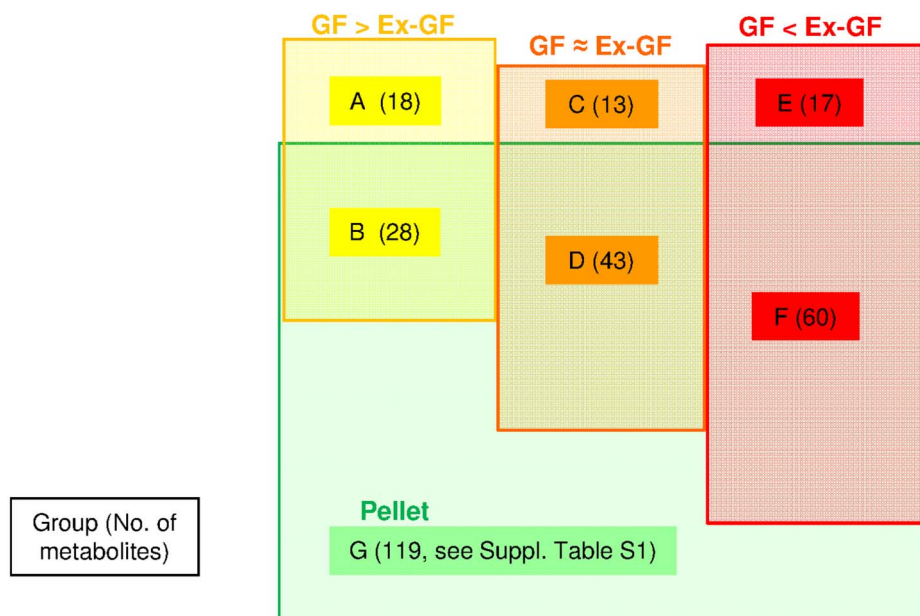 GF > Ex-GF
GF ≈ Ex-GF
GF < Ex-GF
A (18)
C (13)
E (17)
B (28)
D (43)
F (60)
Pellet
G (119, see Suppl. Table S1)
Group (No. of
metabolites)